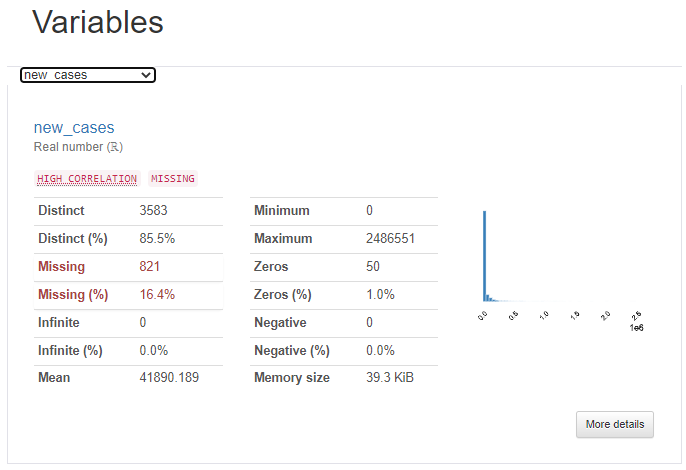 Variables
new_cases
new_cases
Real number (ℝ)
HIGH CORRELATION MISSING
Distinct 3583
Distinct (%) 85.5%
Missing 821
Missing (%) 16.4%
Infinite 0
Infinite (%) 0.0%
Mean 41890.189
Minimum 0
Maximum 2486551
Zeros 50
Zeros (%) 1.0%
Negative 0
Negative (%) 0.0%
Memory size 39.3 KiB
0.0 0.5 1.0 1.5 2.0 2.5
1e6
More details